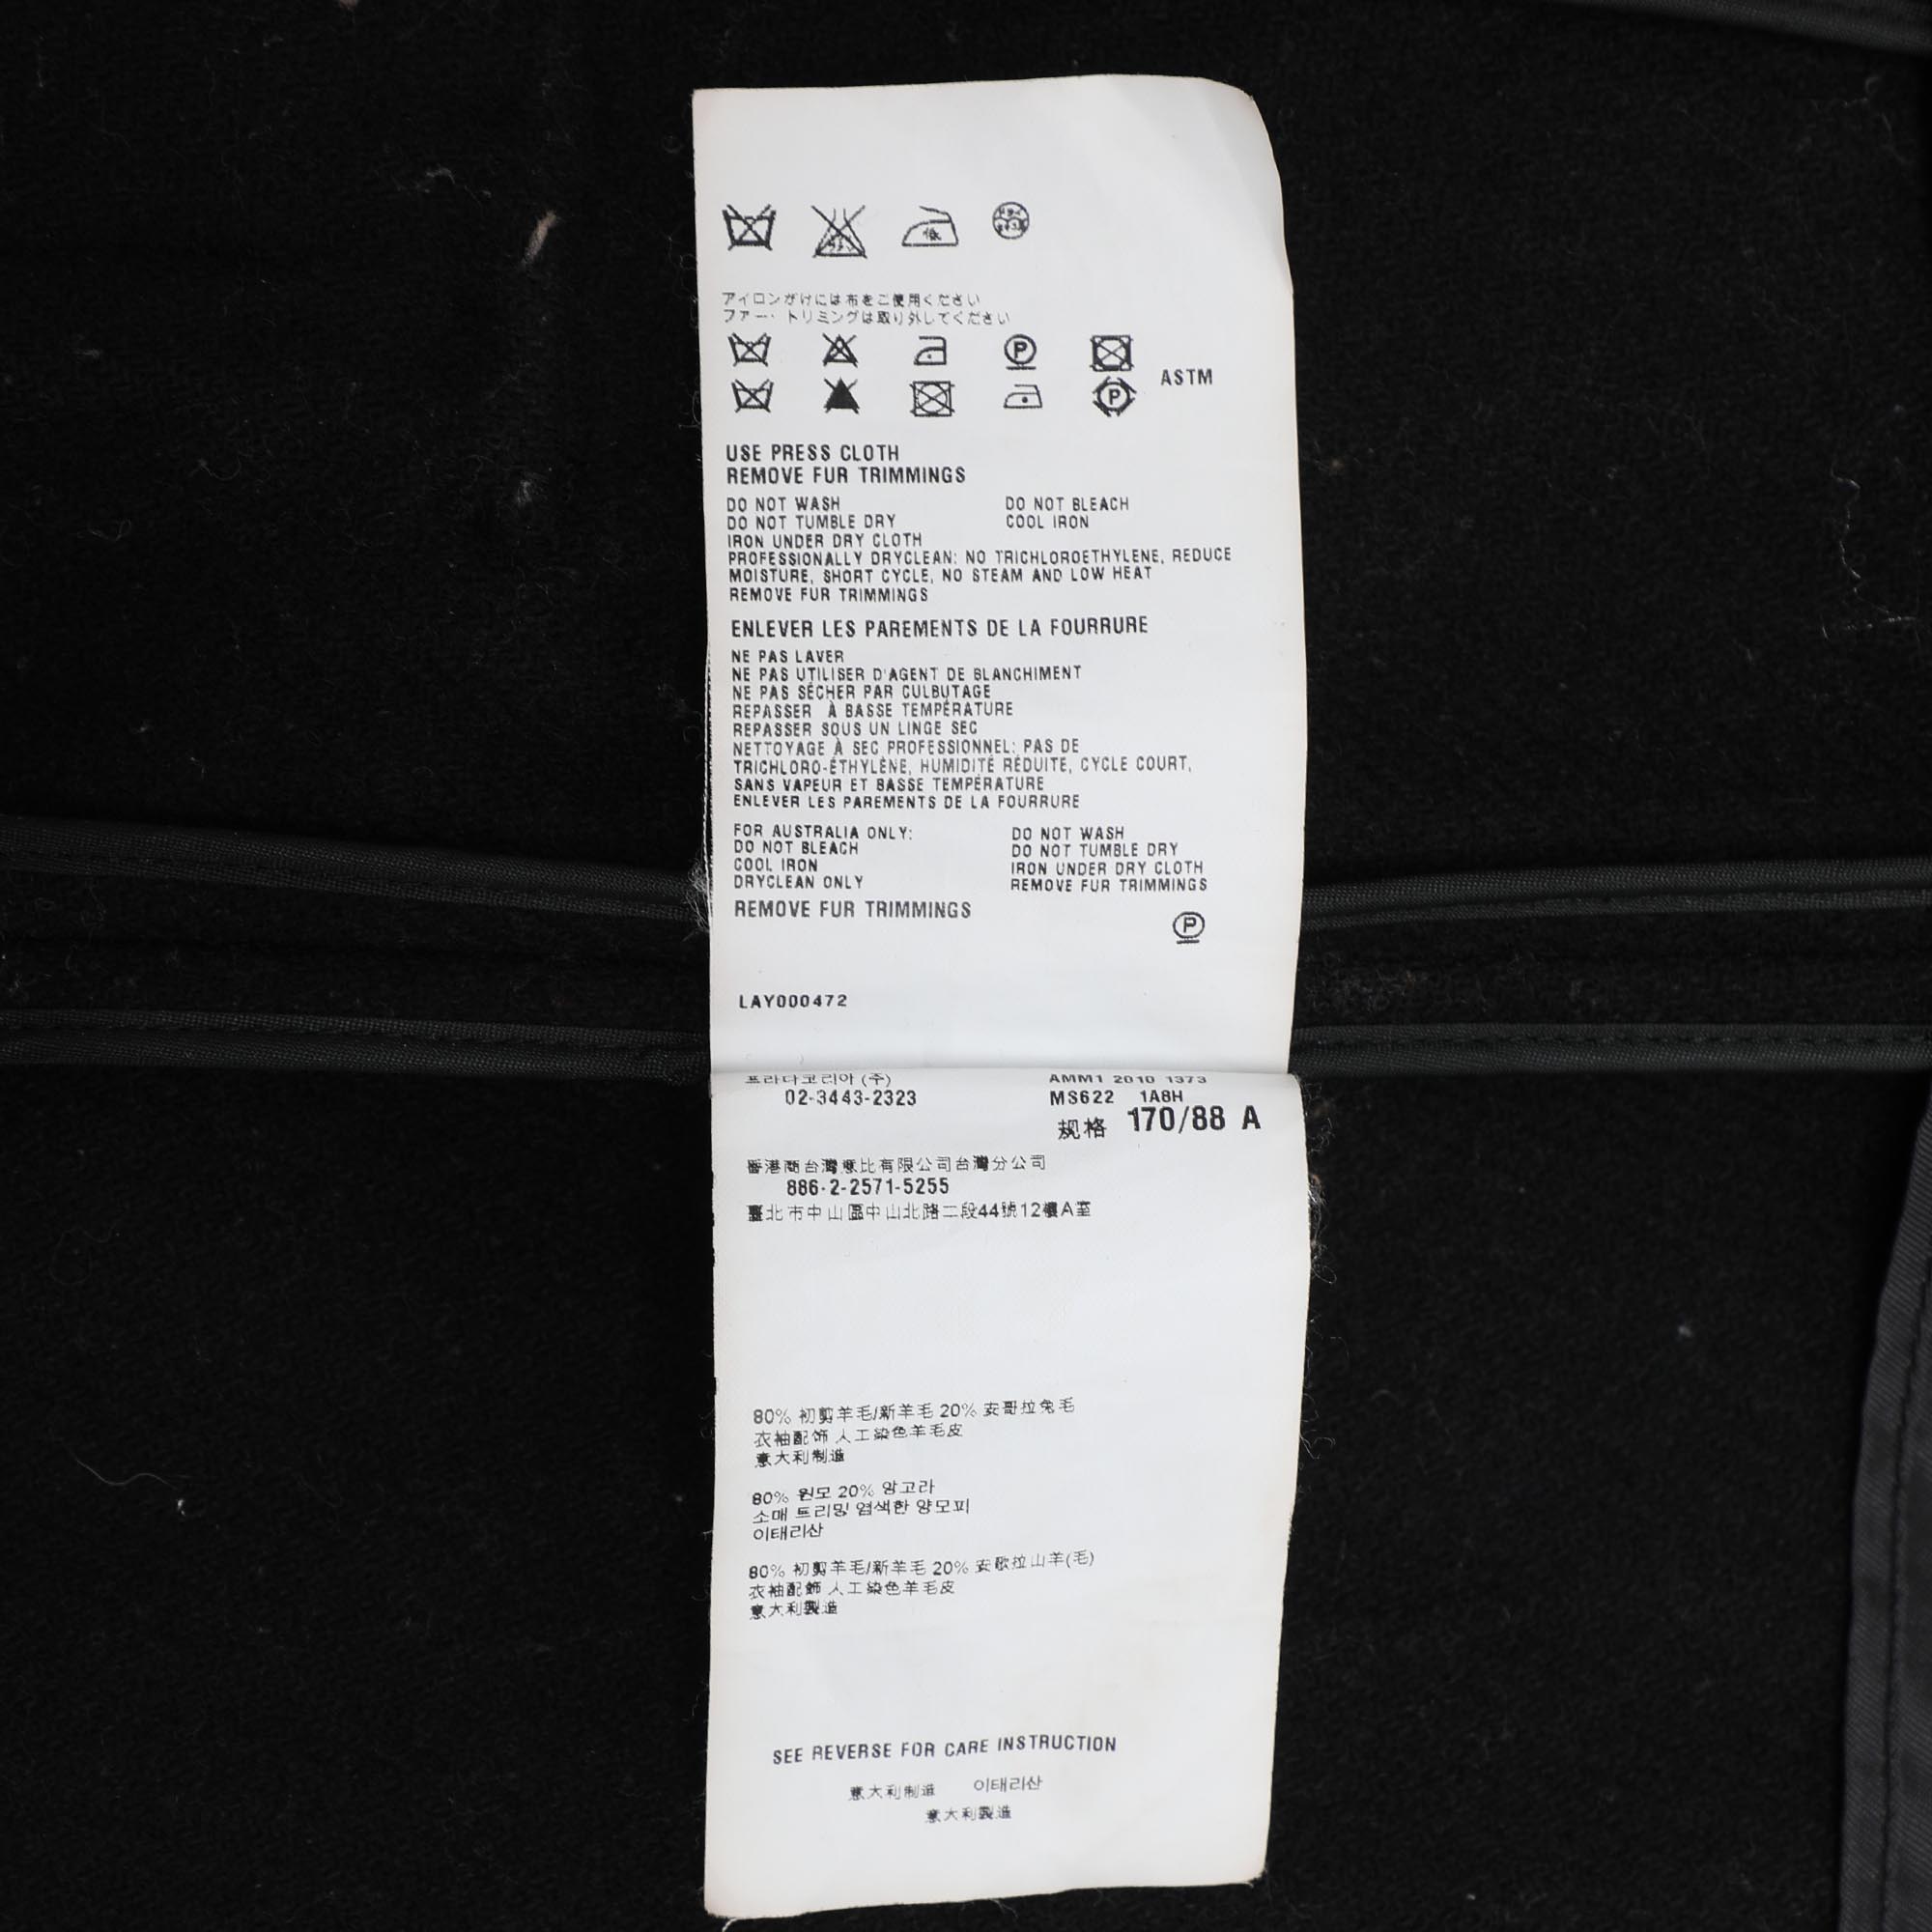 低
アイロンがけには布をご使用ください
ファー・トリミングは取り外してください
P
ASTM
P
USE PRESS CLOTH
REMOVE FUR TRIMMINGS
DO NOT WASH DO NOT BLEACH
DO NOT TUMBLE DRY COOL IRON
IRON UNDER DRY CLOTH
PROFESSIONALLY DRYCLEAN: NO TRICHLOROETHYLENE, REDUCE
MOISTURE, SHORT CYCLE, NO STEAM AND LOW HEAT
REMOVE FUR TRIMMINGS
ENLEVER LES PAREMENTS DE LA FOURRURE
NE PAS LAVER
NE PAS UTILISER D'AGENT DE BLANCHIMENT
NE PAS SÉCHER PAR CULBUTAGE
REPASSER À BASSE TEMPÉRATURE
REPASSER SOUS UN LINGE SEC
NETTOYAGE À SEC PROFESSIONNEL: PAS DE
TRICHLORO-ÉTHYLÈNE, HUMIDITÉ RÉDUITE, CYCLE COURT,
SANS VAPEUR ET BASSE TEMPÉRATURE
ENLEVER LES PAREMENTS DE LA FOURRURE
FOR AUSTRALIA ONLY: DO NOT WASH
DO NOT BLEACH DO NOT TUMBLE DRY
COOL IRON IRON UNDER DRY CLOTH
DRYCLEAN ONLY REMOVE FUR TRIMMINGS
REMOVE FUR TRIMMINGS
P
LAY000472
프라다코리아 (주) AMM1 2010 1373
02-3443-2323 MS622 1A8H
规格 170/88 A
香港商台灣意比有限公司台灣分公司
886-2-2571-5255
臺北市中山區中山北路二段44號12樓A室
80% 初剪羊毛/新羊毛 20% 安哥拉兔毛
衣袖配饰 人工染色羊毛皮
意大利制造
80% 원모 20% 앙고라
소매 트리밍 염색한 양모피
이태리산
80% 初剪羊毛/新羊毛 20% 安歌拉山羊(毛)
衣袖配飾 人工染色羊毛皮
意大利製造
SEE REVERSE FOR CARE INSTRUCTION
意大利制造 이태리산
意大利製造